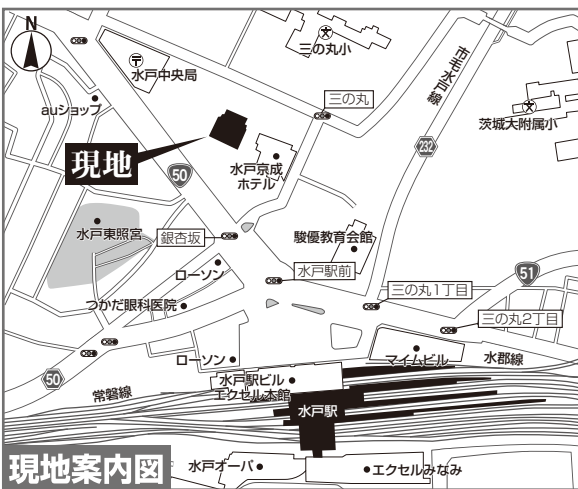 N
三の丸小
水戸中央局
市毛水戸線
auショップ
三の丸
茨城大附属小
232
現地
水戸京成
ホテル
50
水戸東照宮
銀杏坂
駿優教育会館
ローソン
水戸駅前
51
つかだ眼科医院
三の丸1丁目
三の丸2丁目
ローソン
マイムビル
水郡線
50
常磐線
水戸駅ビル
エクセル本館
水戸駅
現地案内図
水戸オーパ
エクセルみなみ